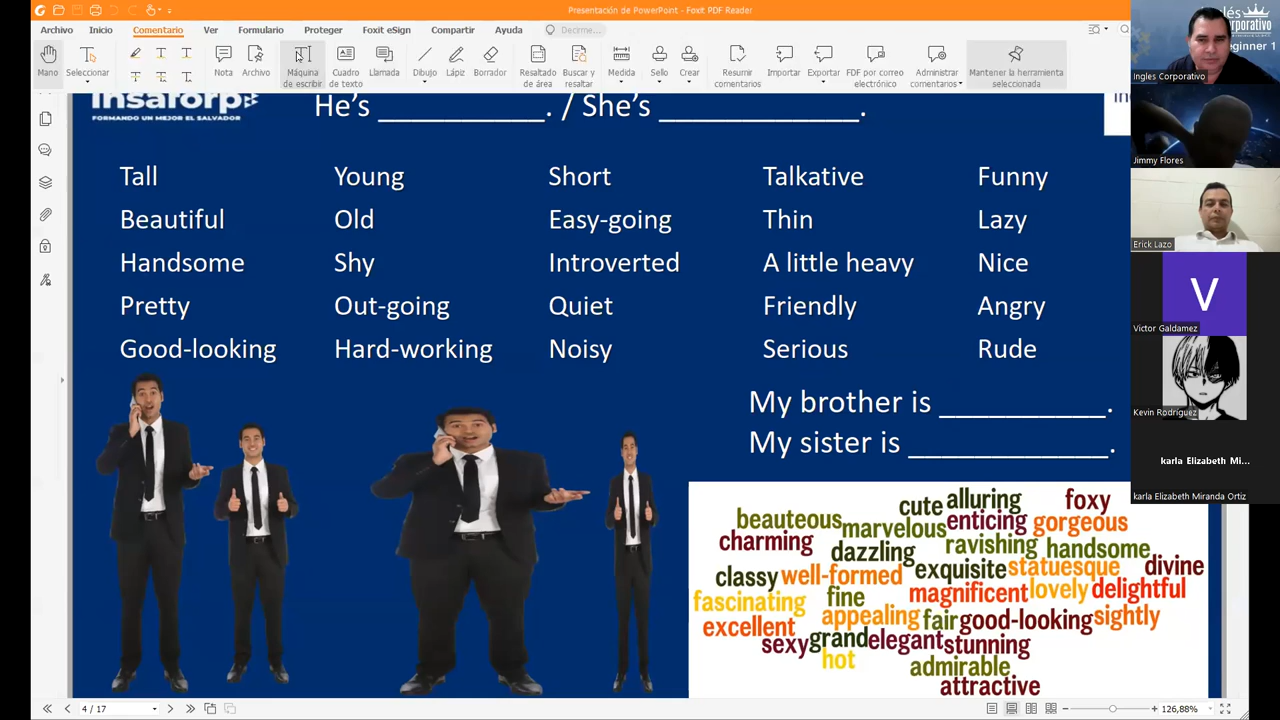 Presentación de PowerPoint - Foxit PDF Reader
Archivo Inicio Comentario Ver Formulario Proteger Foxit eSign Compartir Ayuda Decirme...
Mano Seleccionar Nota Archivo Máquina de escribir Cuadro de texto Llamada Dibujo Lápiz Borrador Resaltado de área Buscar y resaltar Medida Sello Crear Resumir comentarios Importar Exportar FDF por correo electrónico Administrar comentarios Mantener la herramienta seleccionada
Insaforp
FORMANDO UN MEJOR EL SALVADOR
He's ___________. / She's _____________.
Tall Young Short Talkative Funny
Beautiful Old Easy-going Thin Lazy
Handsome Shy Introverted A little heavy Nice
Pretty Out-going Quiet Friendly Angry
Good-looking Hard-working Noisy Serious Rude
My brother is ___________.
My sister is ______________.
cute alluring foxy
beauteous marvelous enticing gorgeous
charming dazzling ravishing handsome
classy well-formed exquisite statuesque divine
fascinating fine magnificent lovely delightful
excellent appealing fair good-looking sightly
sexy grand elegant stunning
hot admirable
attractive
Ingles Corporativo
Jimmy Flores
Erick Lazo
V
Victor Galdamez
Kevin Rodríguez
karla Elizabeth Mi...
karla Elizabeth Miranda Ortiz
4 / 17
126,88%